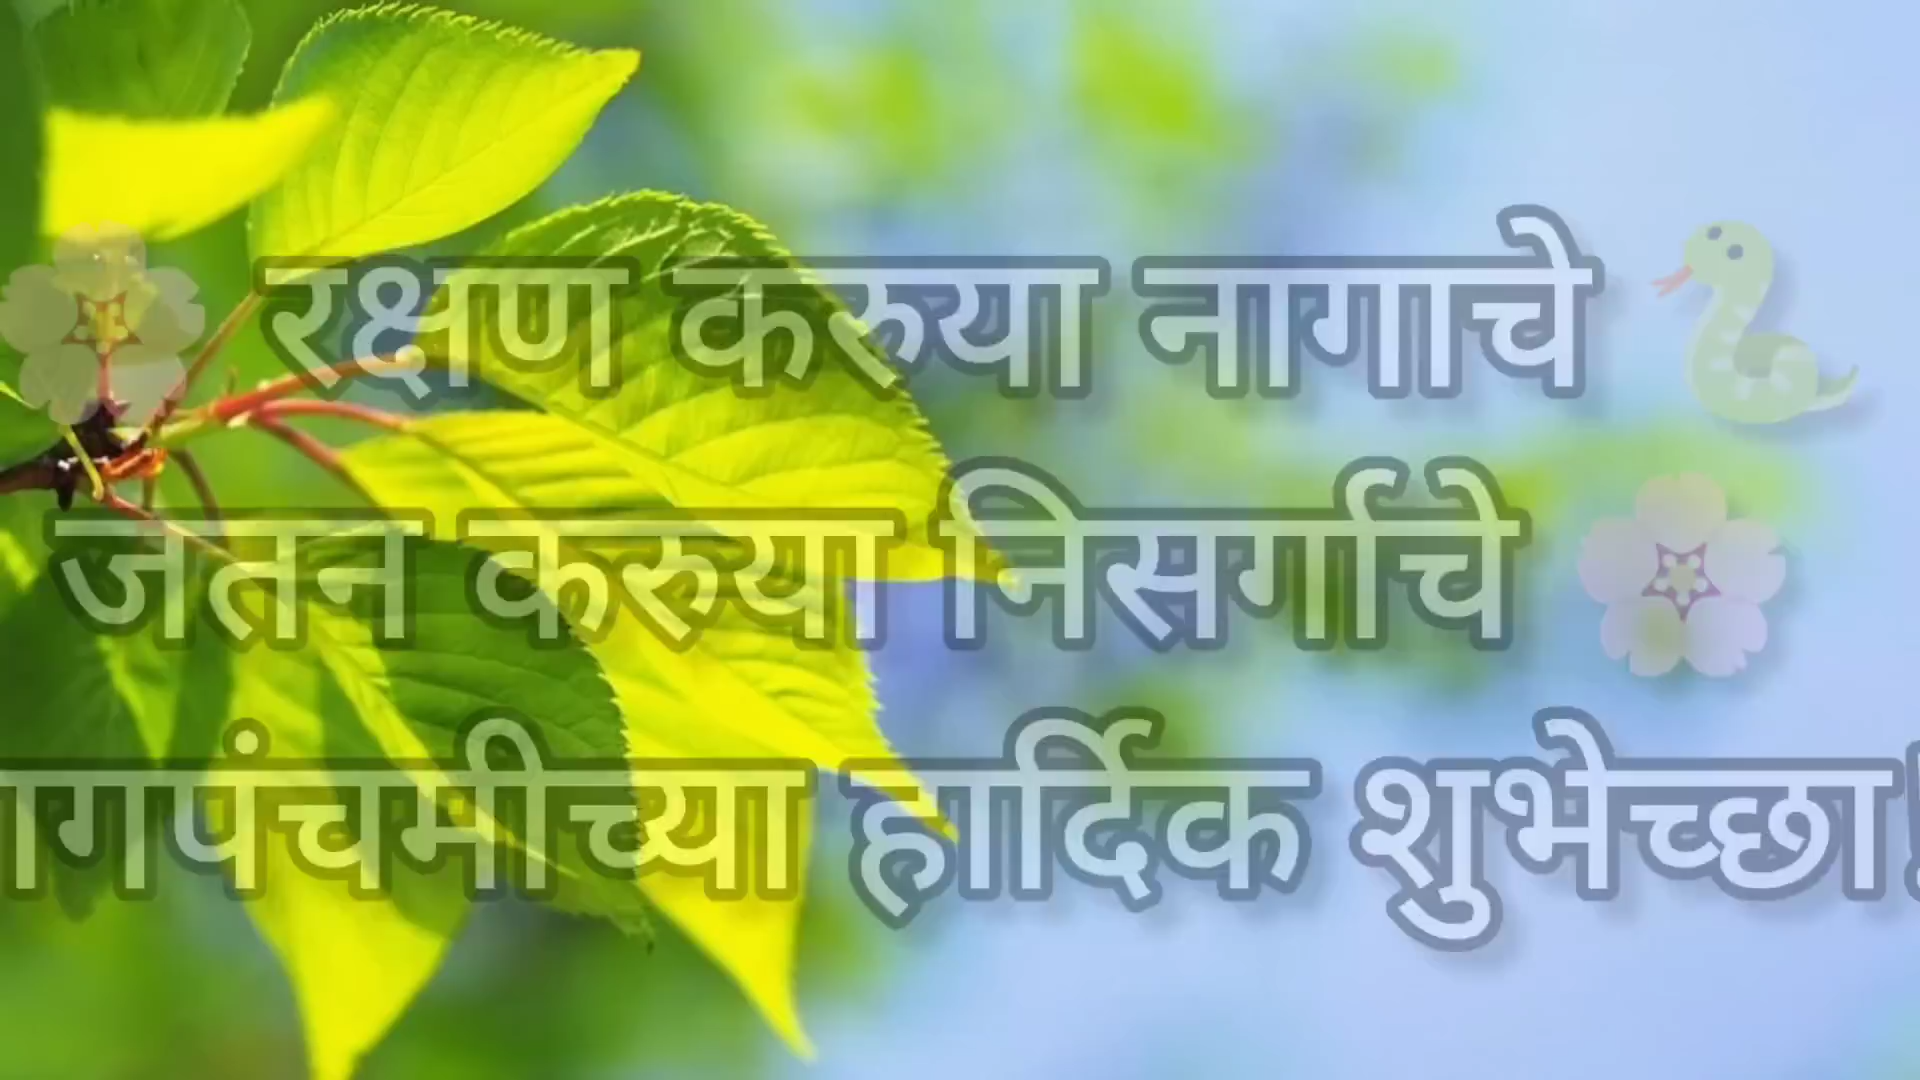 🌸 रक्षण करुया नागाचे 🐍
जतन करुया निसर्गाचे 🌸
ागपंचमीच्या हार्दिक शुभेच्छा!